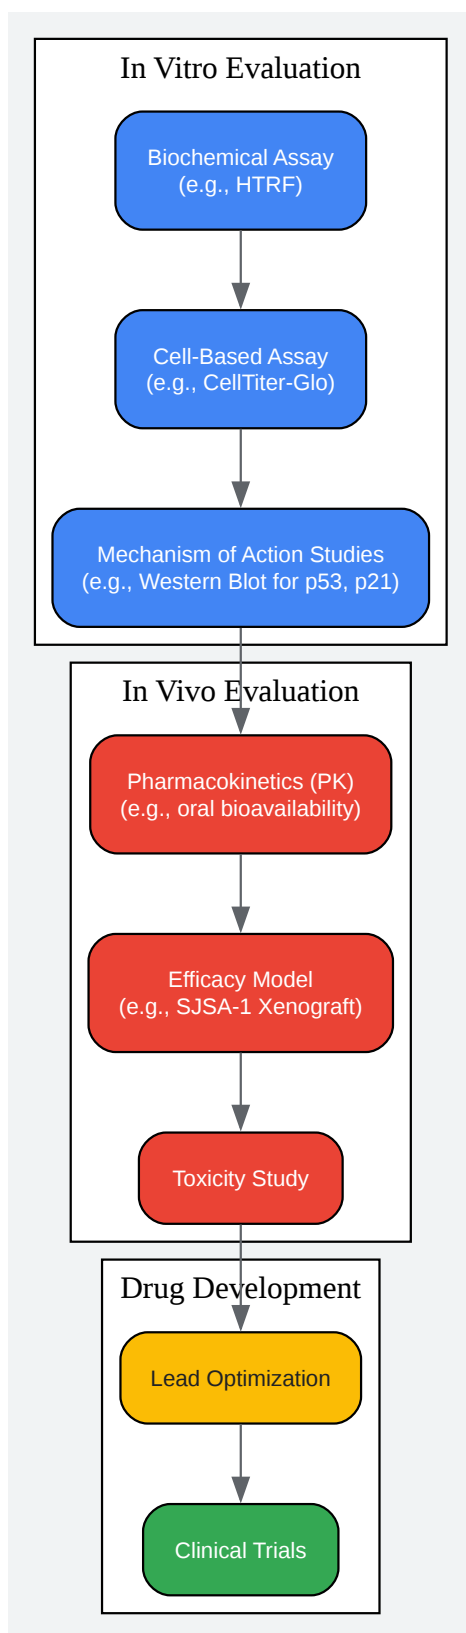 In Vitro Evaluation
Biochemical Assay
(e.g., HTRF)
Cell-Based Assay
(e.g., CellTiter-Glo)
Mechanism of Action Studies
(e.g., Western Blot for p53, p21)
In Vivo Evaluation
Pharmacokinetics (PK)
(e.g., oral bioavailability)
Efficacy Model
(e.g., SJSA-1 Xenograft)
Toxicity Study
Drug Development
Lead Optimization
Clinical Trials